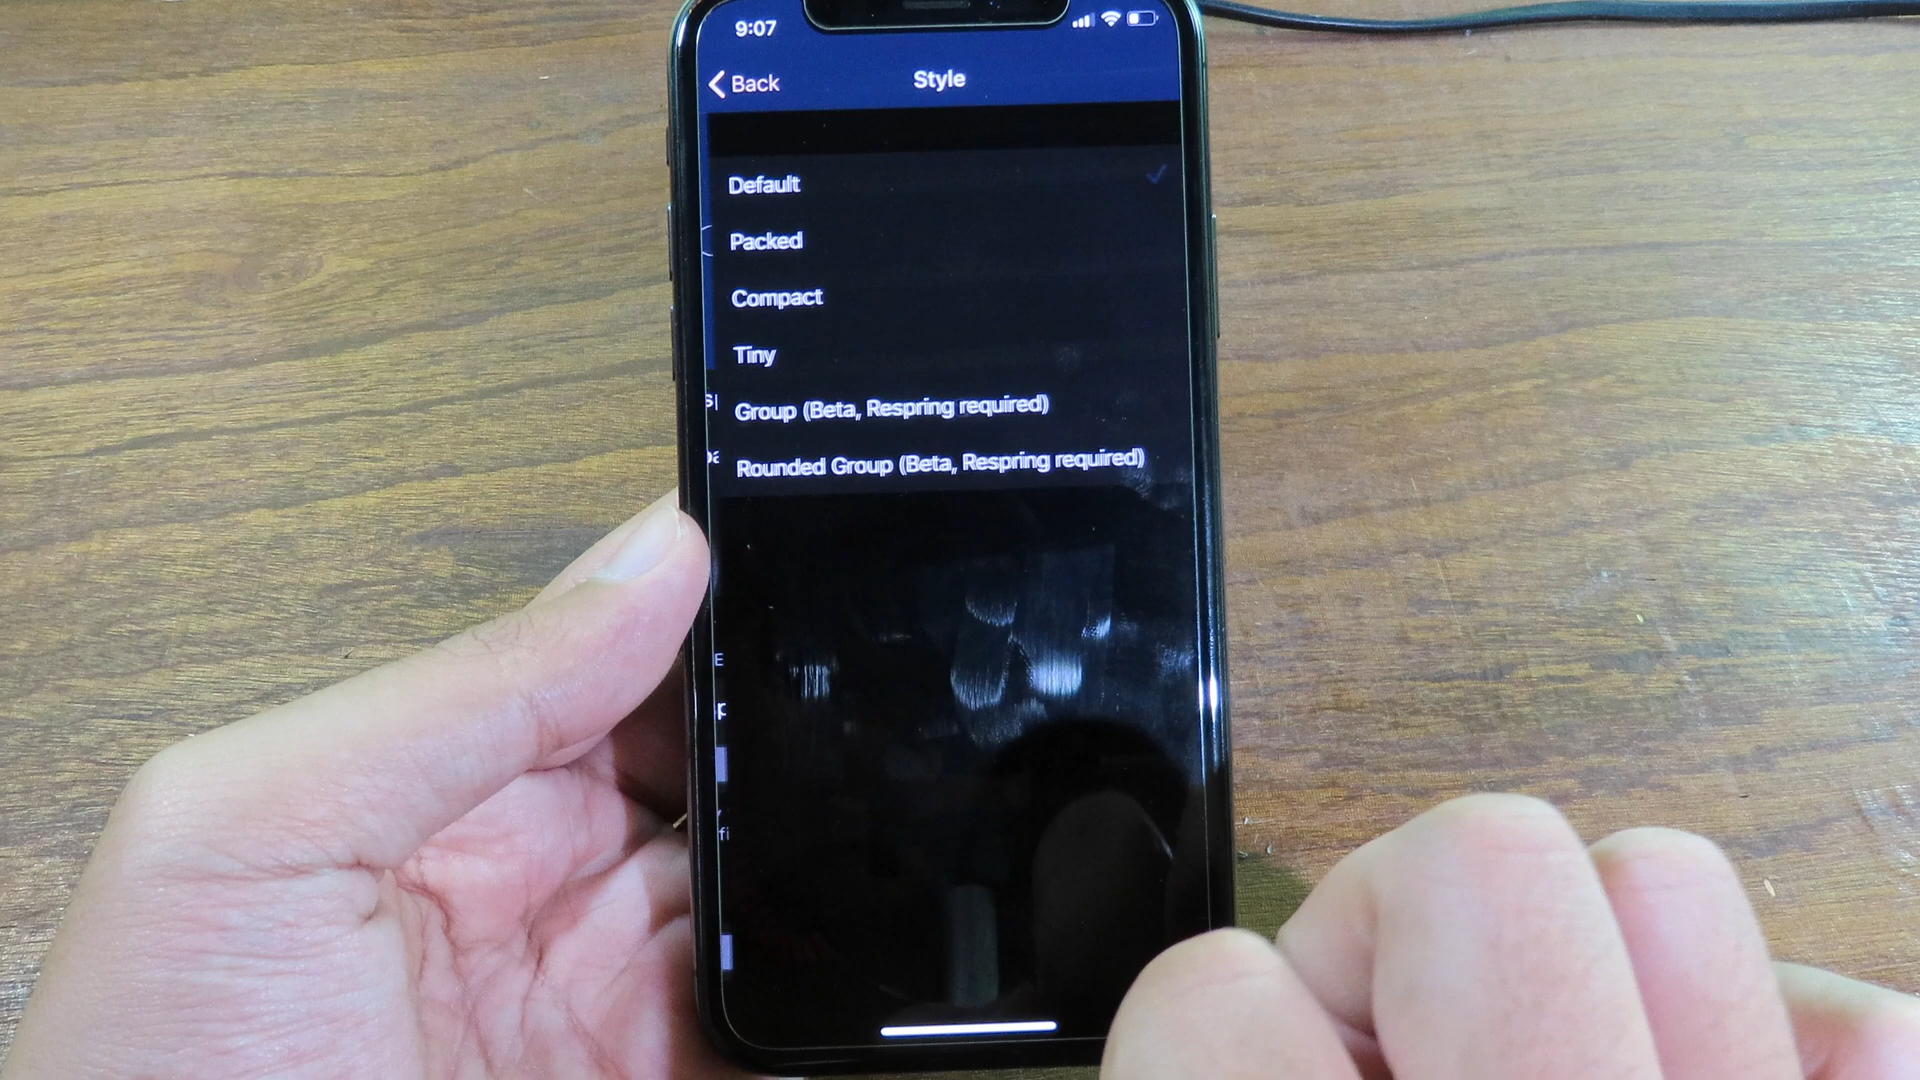 9:07
Back
Style
Default
Packed
Compact
Tiny
Group (Beta, Respring required)
Rounded Group (Beta, Respring required)